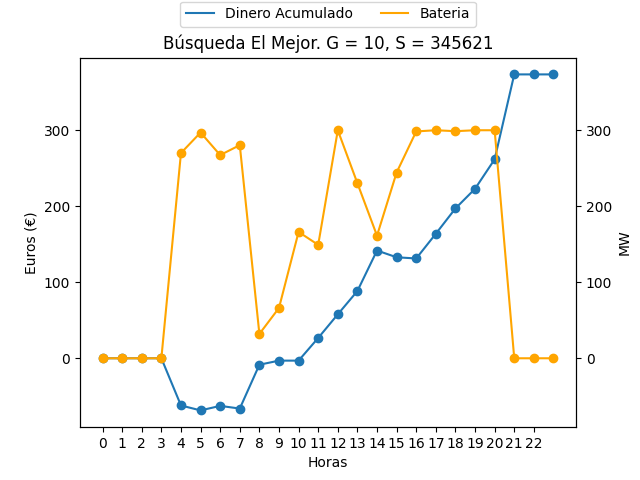 Dinero Acumulado Bateria
Búsqueda El Mejor. G = 10, S = 345621
Euros (€)
300
200
100
0
300
200
100
0
MW
0 1 2 3 4 5 6 7 8 9 10 11 12 13 14 15 16 17 18 19 20 21 22
Horas